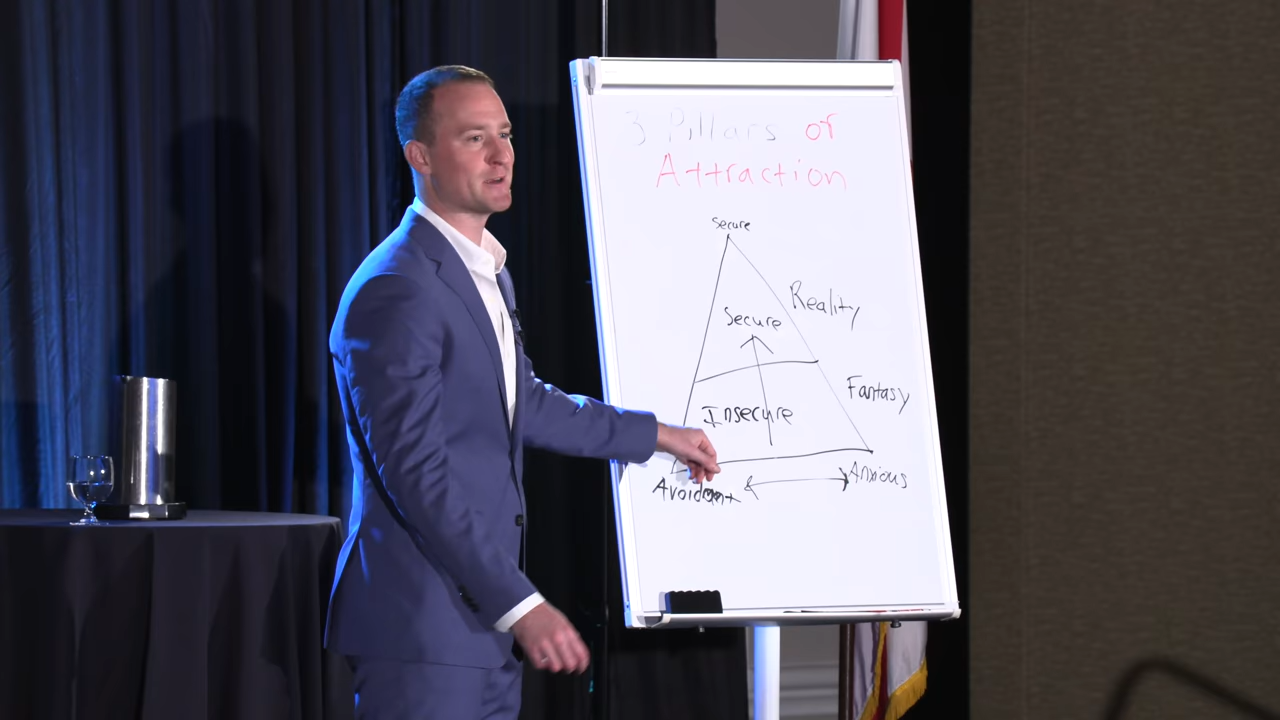 3 Pillars of
Attraction
Secure
Reality
Secure
Fantasy
Insecure
Avoidant
Anxious